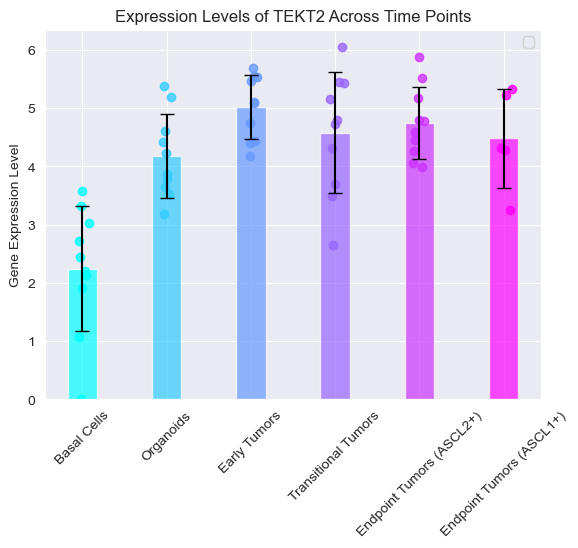 Expression Levels of TEKT2 Across Time Points
Gene Expression Level
6
5
4
3
2
1
0
Basal Cells
Organoids
Early Tumors
Transitional Tumors
Endpoint Tumors (ASCL2+)
Endpoint Tumors (ASCL1+)